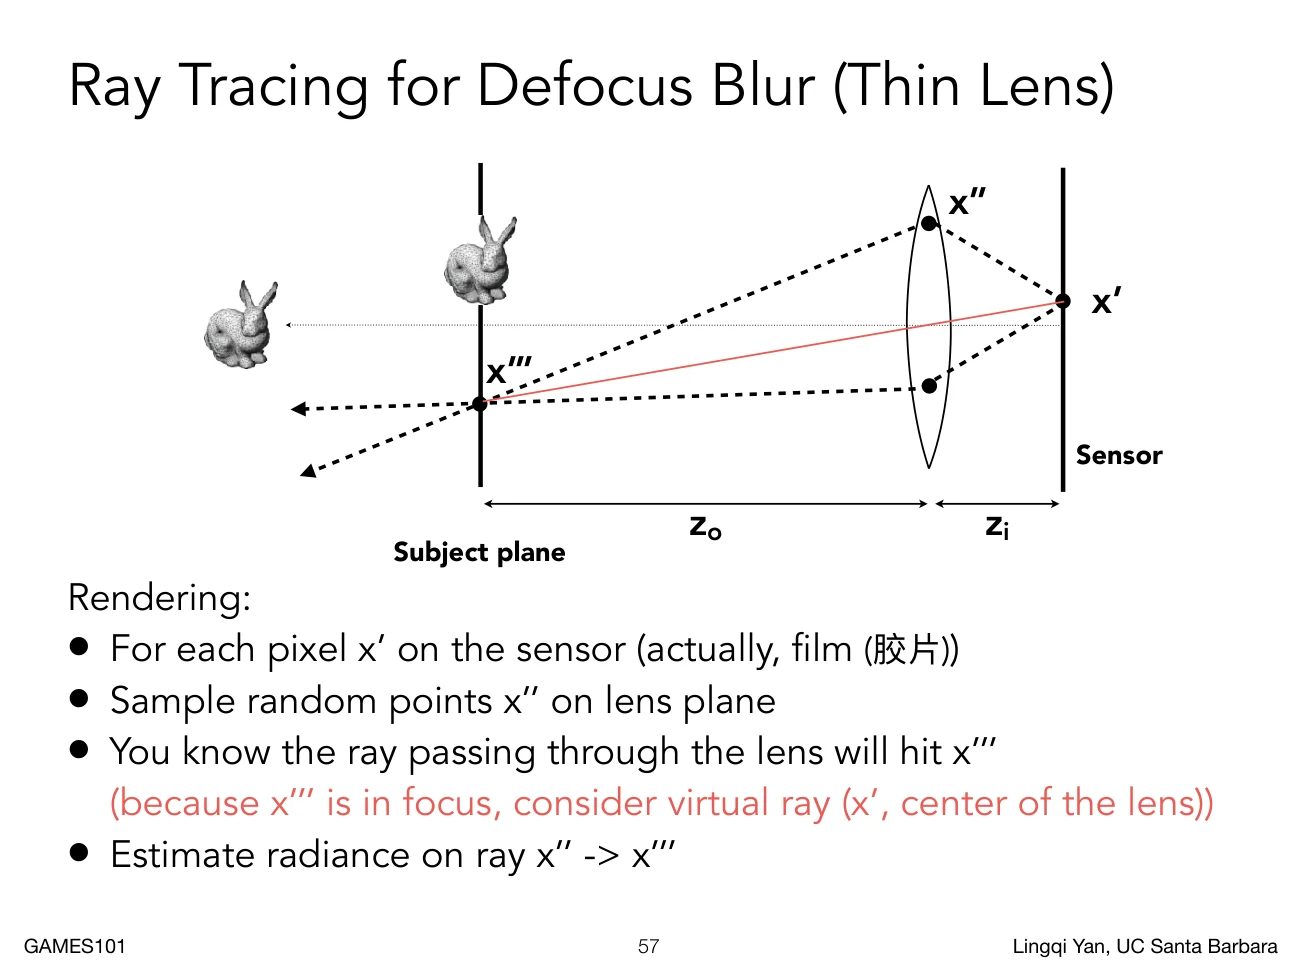 Ray Tracing for Defocus Blur (Thin Lens)
x′′
x′
x′′′
Sensor
zo
zi
Subject plane
Rendering:
● For each pixel x’ on the sensor (actually, film (胶片))
● Sample random points x’’ on lens plane
● You know the ray passing through the lens will hit x’’’
(because x’’’ is in focus, consider virtual ray (x’, center of the lens))
● Estimate radiance on ray x’’ -> x’’’
GAMES101
57
Lingqi Yan, UC Santa Barbara